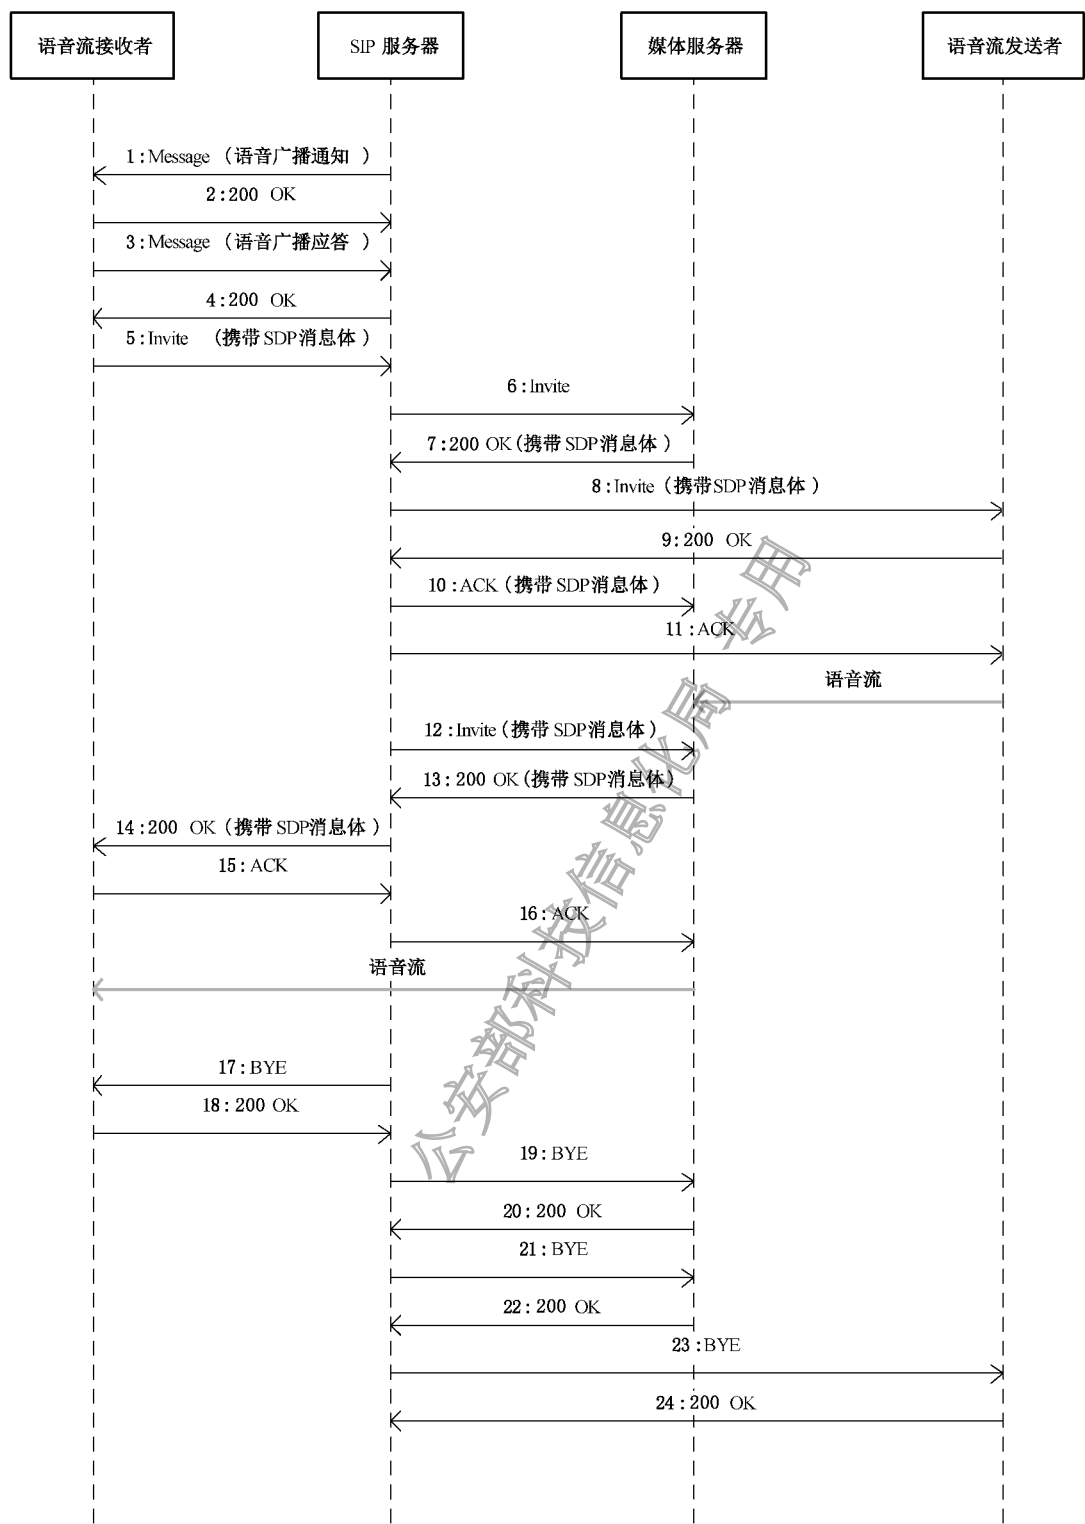 语音流接收者
SIP 服务器
媒体服务器
语音流发送者
1:Message （语音广播通知 ）
2:200 OK
3:Message （语音广播应答 ）
4:200 OK
5:Invite （携带SDP消息体）
6:Invite
7:200 OK(携带SDP消息体)
8:Invite（携带SDP消息体）
9:200 OK
10:ACK（携带SDP消息体）
11:ACK
语音流
12:Invite(携带SDP消息体)
13:200 OK(携带SDP消息体)
14:200 OK（携带SDP消息体）
15:ACK
16:ACK
语音流
17:BYE
18:200 OK
19:BYE
20:200 OK
21:BYE
22:200 OK
23:BYE
24:200 OK
公安部科技信息化局 专用